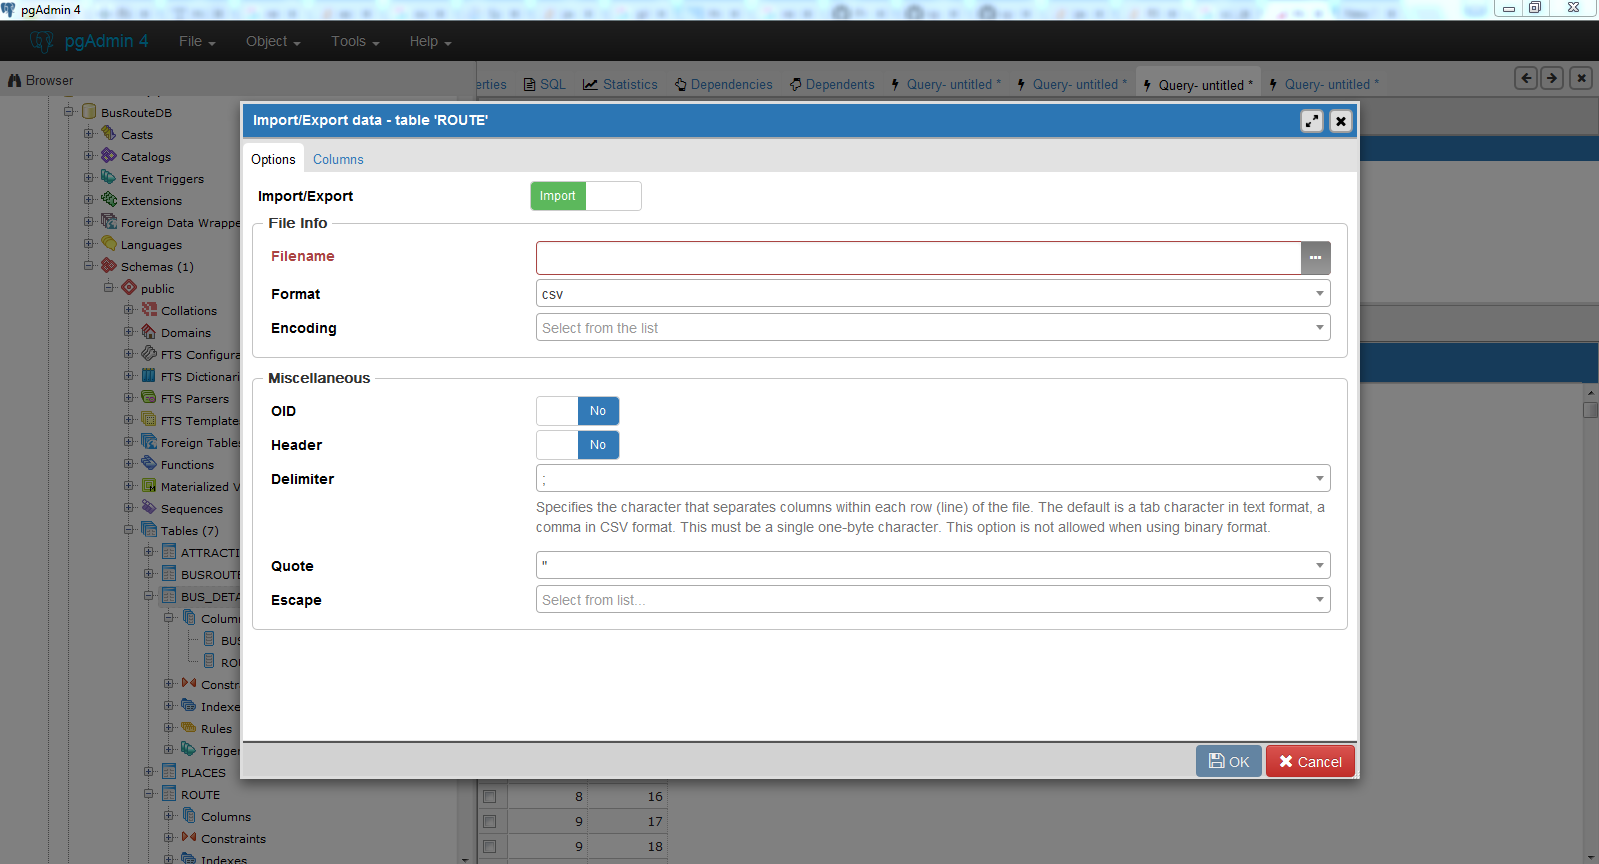 pgAdmin 4
pgAdmin 4 File Object Tools Help
Browser
erties SQL Statistics Dependencies Dependents Query- untitled * Query- untitled * Query- untitled * Query- untitled *
BusRouteDB
Casts
Catalogs
Event Triggers
Extensions
Foreign Data Wrappe
Languages
Schemas (1)
public
Collations
Domains
FTS Configura
FTS Dictionari
FTS Parsers
FTS Template
Foreign Tables
Functions
Materialized V
Sequences
Tables (7)
ATTRACTI
BUSROUTE
BUS_DETA
Colum
BUS
RO
Constra
Indexe
Rules
Trigger
PLACES
ROUTE
Columns
Constraints
Indexes
Import/Export data - table 'ROUTE'
Options Columns
Import/Export Import
File Info
Filename
Format csv
Encoding Select from the list
Miscellaneous
OID No
Header No
Delimiter ;
Specifies the character that separates columns within each row (line) of the file. The default is a tab character in text format, a
comma in CSV format. This must be a single one-byte character. This option is not allowed when using binary format.
Quote "
Escape Select from list...
OK Cancel
8 16
9 17
9 18